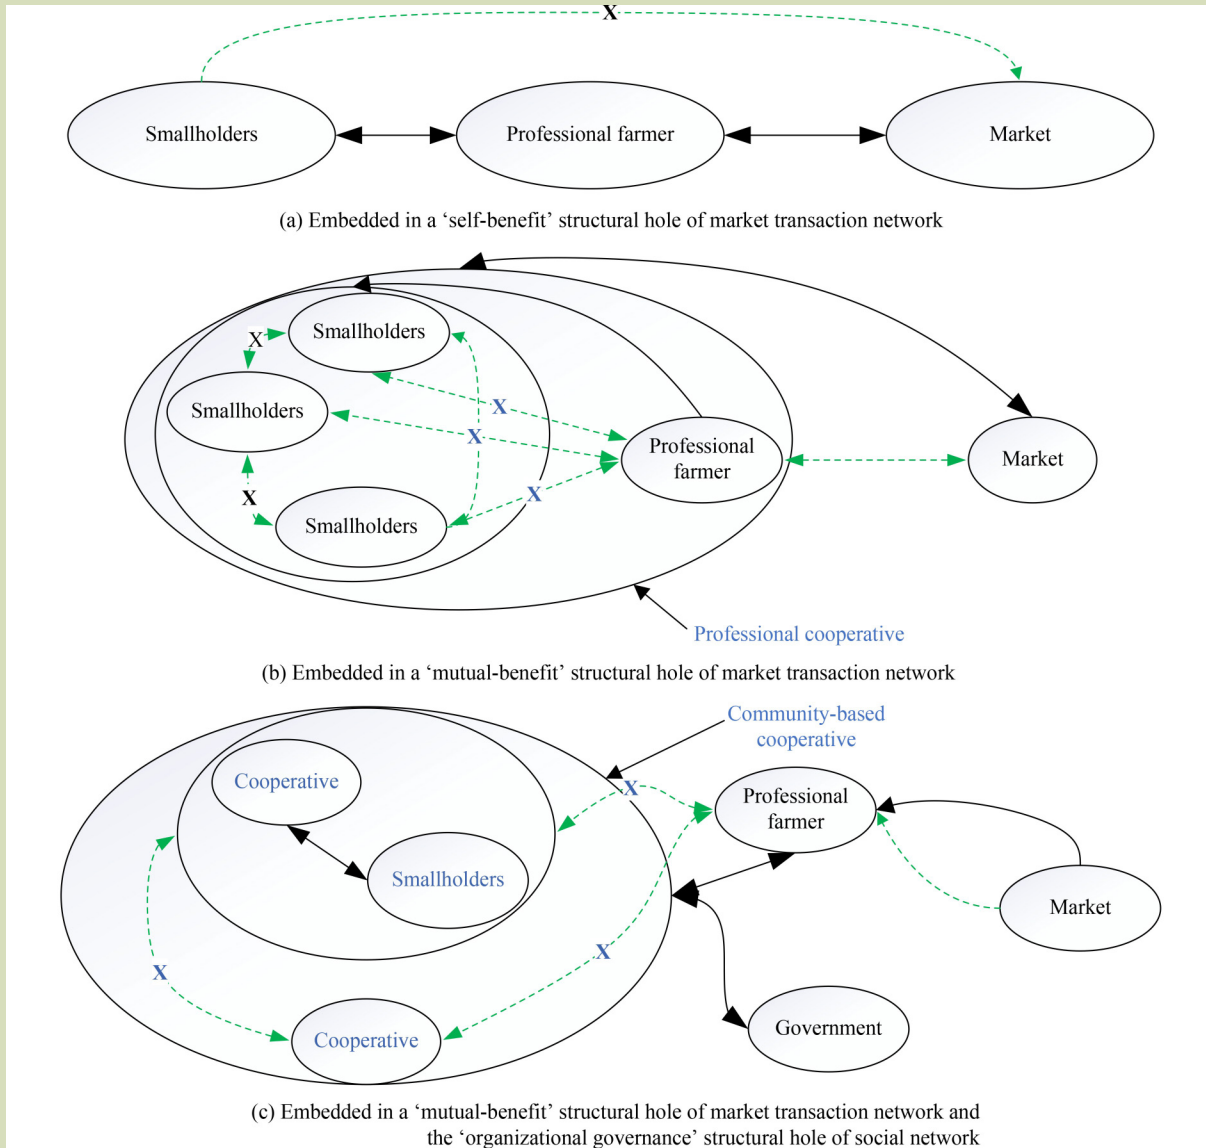 X
Smallholders
Professional farmer
Market
(a) Embedded in a ‘self-benefit’ structural hole of market transaction network
Smallholders
X
Smallholders
X
X
Professional
farmer
Market
X
X
Smallholders
Professional cooperative
(b) Embedded in a ‘mutual-benefit’ structural hole of market transaction network
Community-based
cooperative
Cooperative
X
Professional
farmer
Smallholders
Market
X
X
Cooperative
Government
(c) Embedded in a ‘mutual-benefit’ structural hole of market transaction network and
the ‘organizational governance’ structural hole of social network